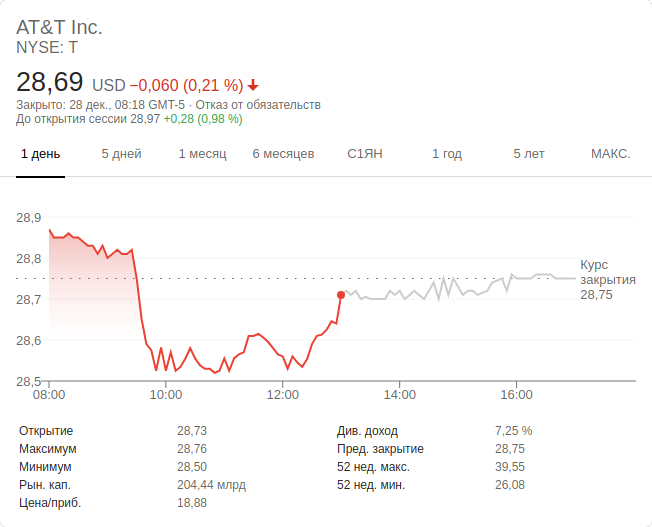 AT&T Inc.
NYSE: T
28,69 USD −0,060 (0,21 %)
Закрыто: 28 дек., 08:18 GMT-5 · Отказ от обязательств
До открытия сессии 28,97 +0,28 (0,98 %)
1 день 5 дней 1 месяц 6 месяцев С1ЯН 1 год 5 лет МАКС.
28,9
28,8
Курс
закрытия
28,75
28,7
28,6
28,5
08:00 10:00 12:00 14:00 16:00
Открытие 28,73 Див. доход 7,25 %
Максимум 28,76 Пред. закрытие 28,75
Минимум 28,50 52 нед. макс. 39,55
Рын. кап. 204,44 млрд 52 нед. мин. 26,08
Цена/приб. 18,88